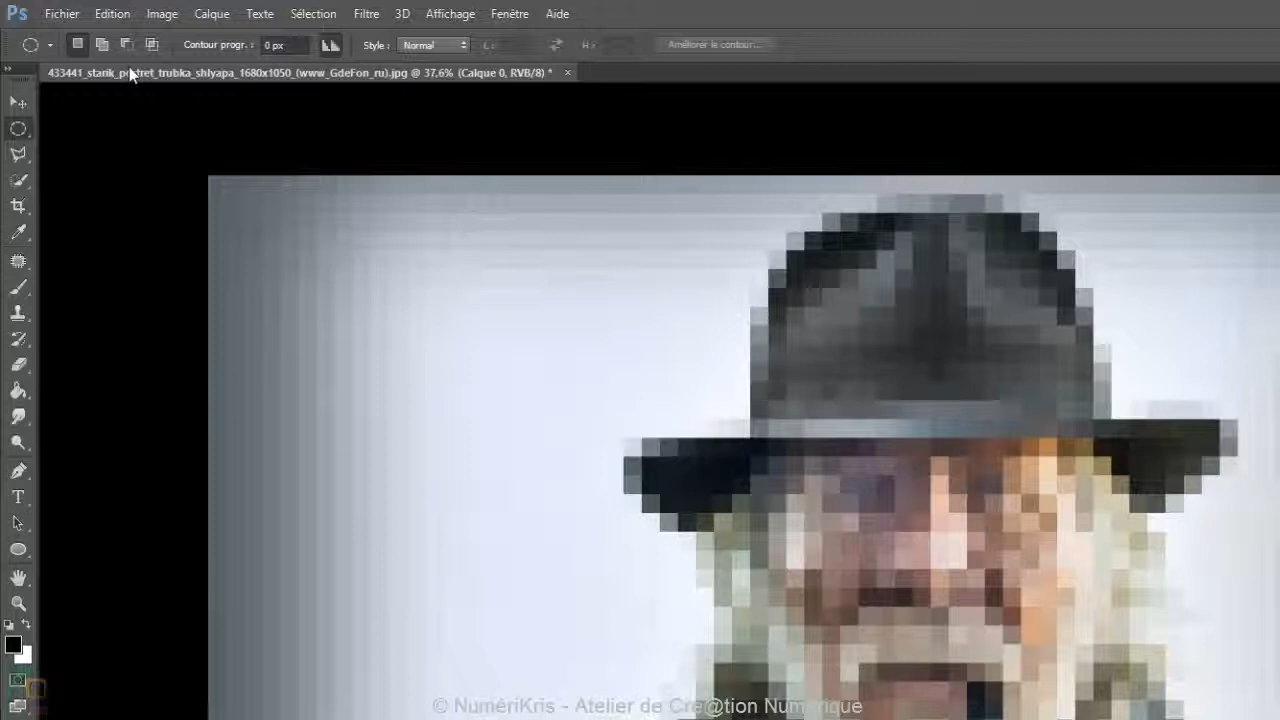 Ps Fichier Edition Image Calque Texte Sélection Filtre 3D Affichage Fenêtre Aide
Contour progr. : 0 px Style : Normal L : H : Améliorer le contour...
433441_starik_portret_trubka_shlyapa_1680x1050_(www_GdeFon_ru).jpg @ 37,6% (Calque 0, RVB/8) * ×
T
© NumériKris - Atelier de Cré@tion Numérique